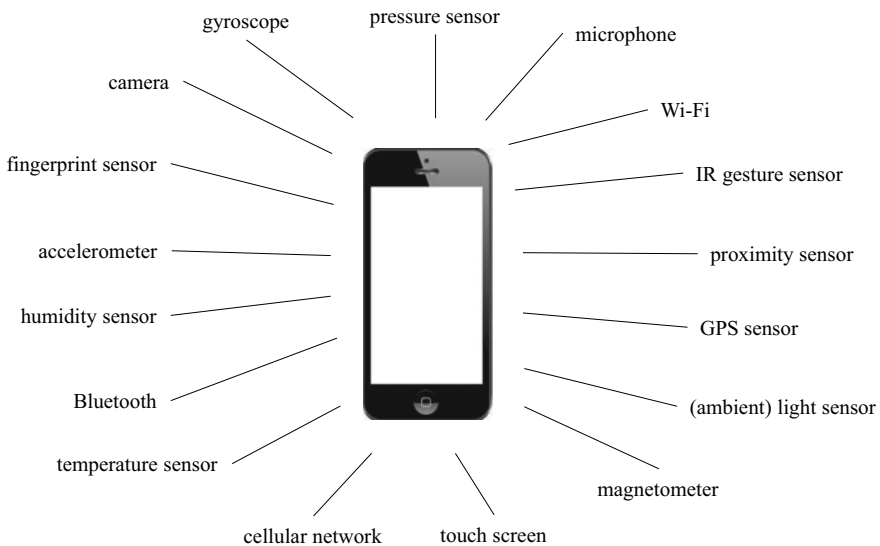 pressure sensor
gyroscope
microphone
camera
Wi-Fi
fingerprint sensor
IR gesture sensor
accelerometer
proximity sensor
humidity sensor
GPS sensor
Bluetooth
(ambient) light sensor
temperature sensor
magnetometer
cellular network
touch screen